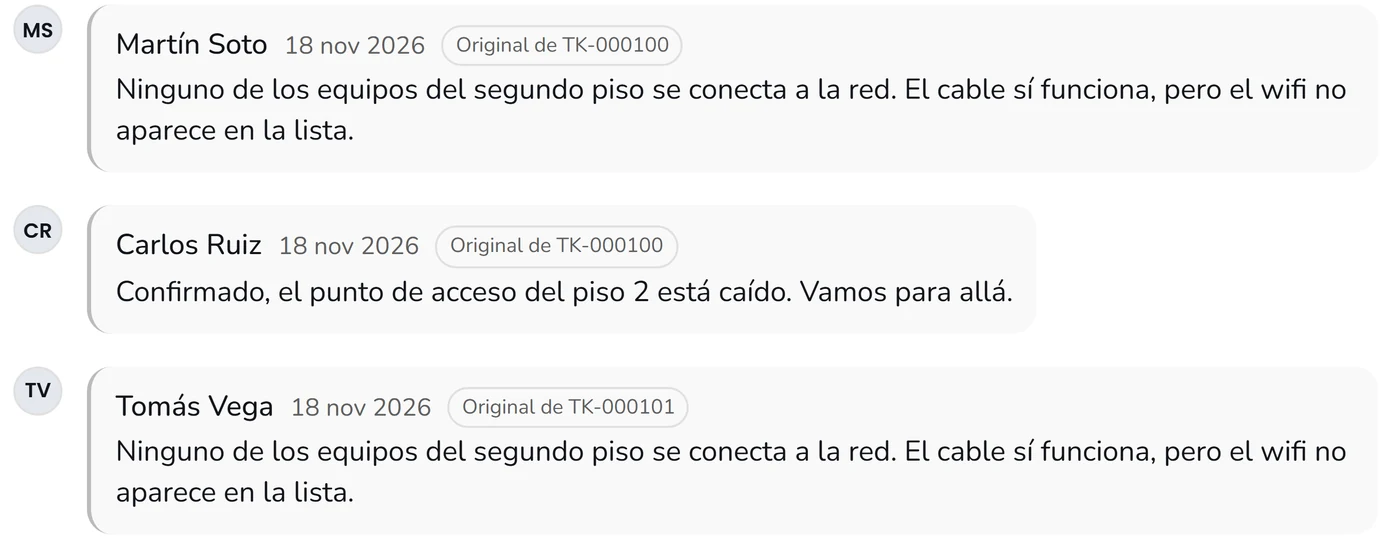 MS
Martín Soto 18 nov 2026 Original de TK-000100
Ninguno de los equipos del segundo piso se conecta a la red. El cable sí funciona, pero el wifi no
aparece en la lista.
CR
Carlos Ruiz 18 nov 2026 Original de TK-000100
Confirmado, el punto de acceso del piso 2 está caído. Vamos para allá.
TV
Tomás Vega 18 nov 2026 Original de TK-000101
Ninguno de los equipos del segundo piso se conecta a la red. El cable sí funciona, pero el wifi no
aparece en la lista.